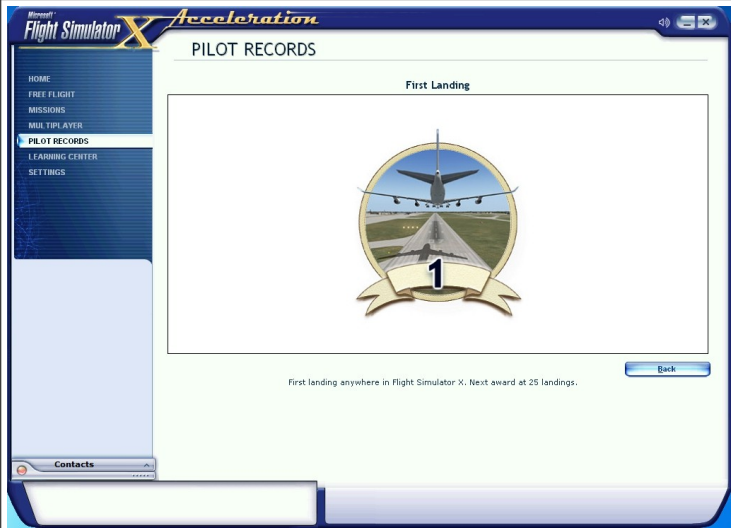 Microsoft
Flight Simulator X
Acceleration
PILOT RECORDS
HOME
FREE FLIGHT
MISSIONS
MULTIPLAYER
PILOT RECORDS
LEARNING CENTER
SETTINGS
First Landing
1
Back
First landing anywhere in Flight Simulator X. Next award at 25 landings.
Contacts